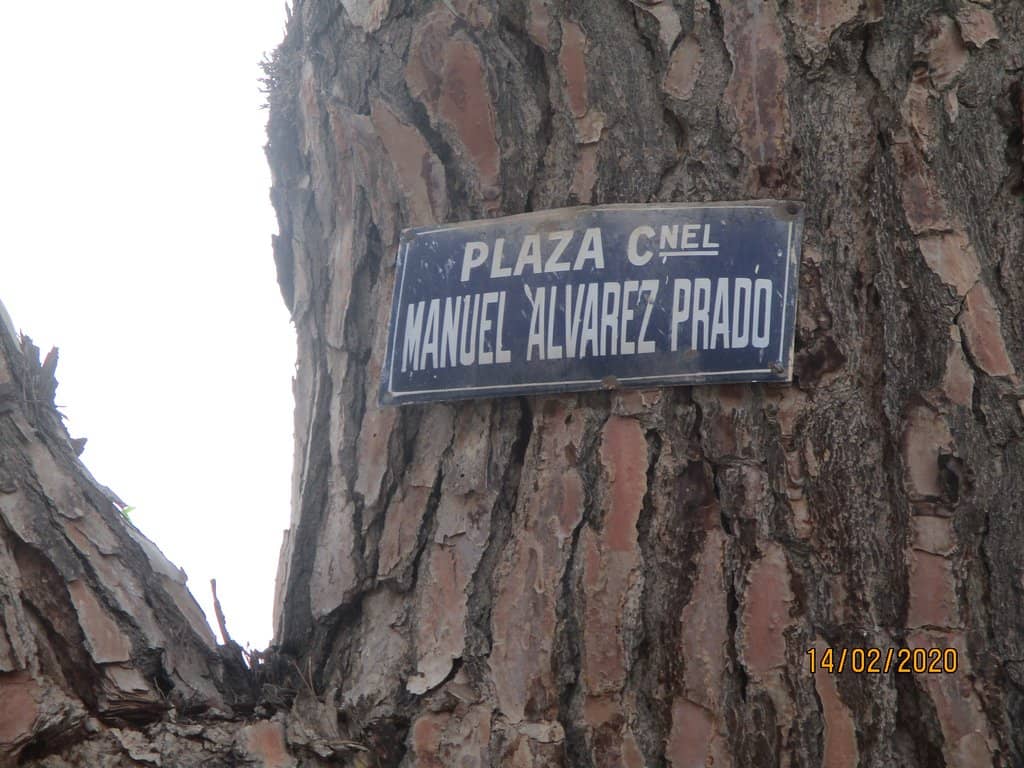 PLAZA CNEL
MANUEL ALVAREZ PRADO
14/02/2020